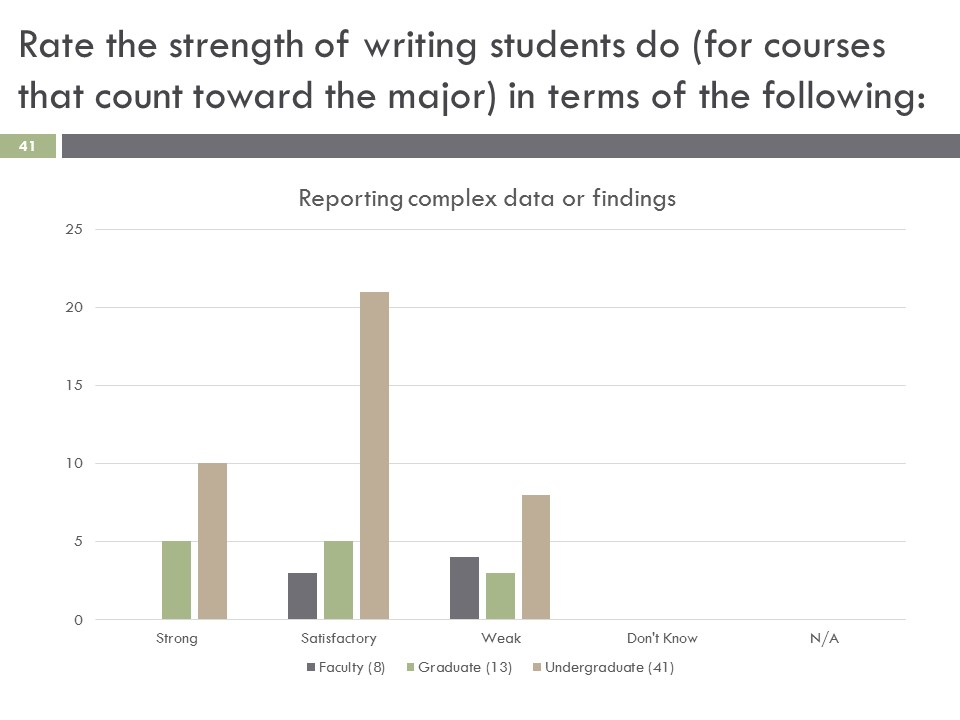 Rate the strength of writing students do (for courses
that count toward the major) in terms of the following:
41
Reporting complex data or findings
25
20
15
10
5
0
Strong Satisfactory Weak Don't Know N/A
Faculty (8) Graduate (13) Undergraduate (41)